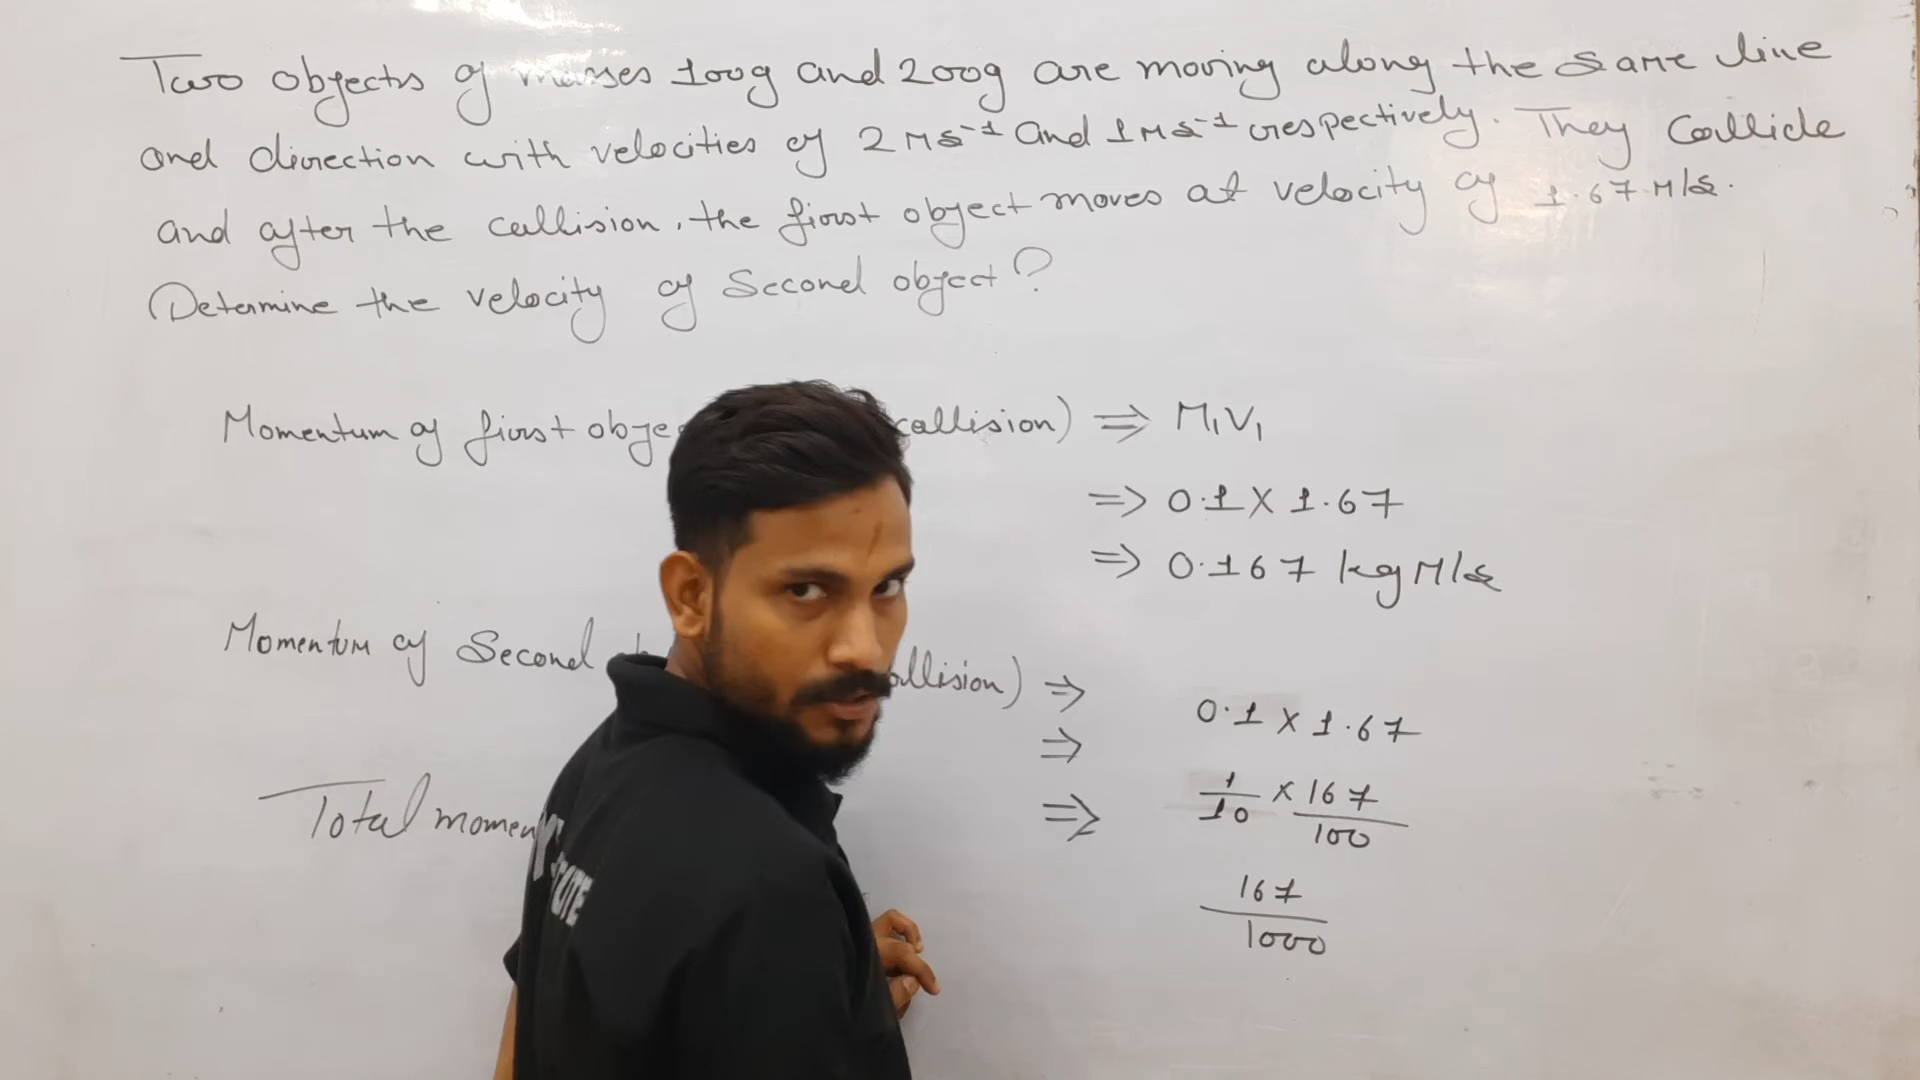 Two objects of masses 100g and 200g are moving along the same line
and direction with velocities of 2 ms⁻¹ and 1 ms⁻¹ respectively. They Collide
and after the collision, the first object moves at velocity of 1.67 M/s.
Determine the velocity of Second object?
Momentum of first collision) ⇒ M₁V₁
⇒ 0.1 X 1.67
⇒ 0.167 kg M/s
Momentum of Second ⇒
0.1 X 1.67
⇒
Total ⇒
1/10 X 167/100
167/1000